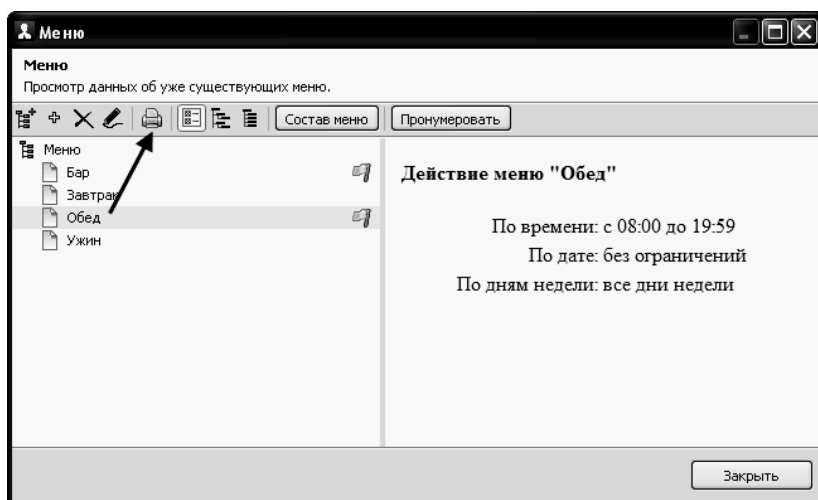 Меню
Меню
Просмотр данных об уже существующих меню.
Состав меню
Пронумеровать
Меню
Бар
Завтрак
Обед
Ужин
Действие меню "Обед"
По времени: с 08:00 до 19:59
По дате: без ограничений
По дням недели: все дни недели
Закрыть